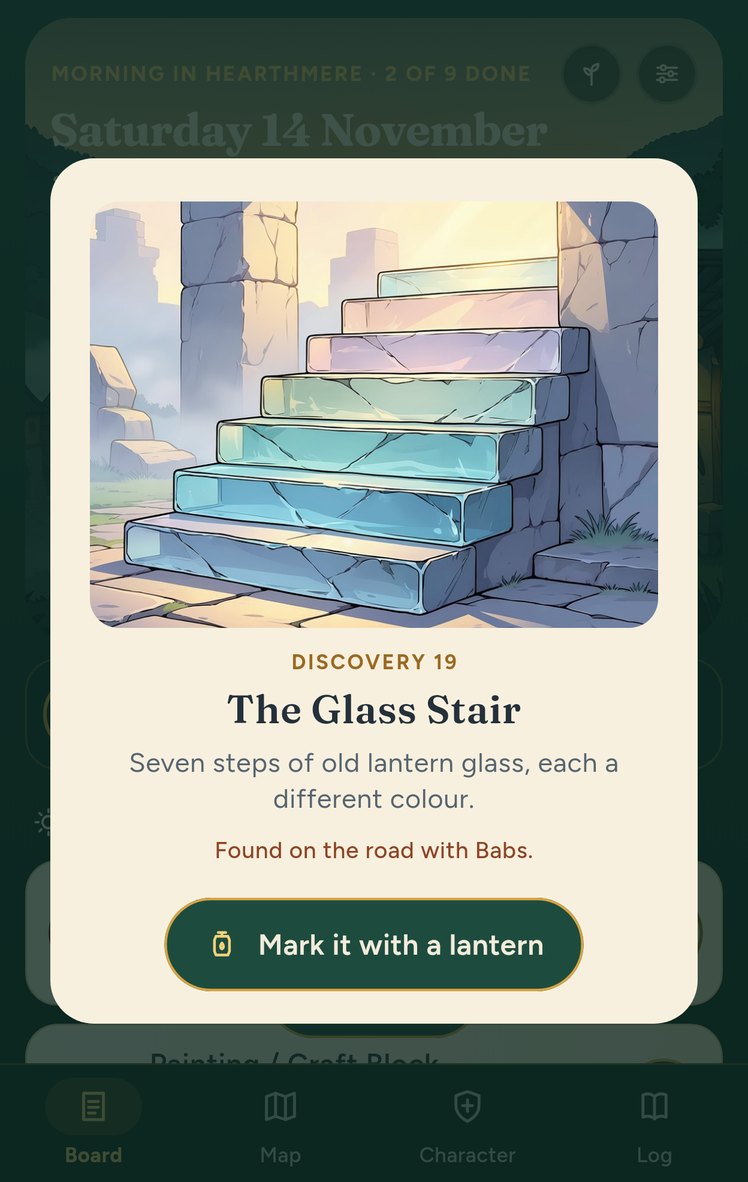 MORNING IN HEARTHMERE · 2 OF 9 DONE
Saturday 14 November
DISCOVERY 19
The Glass Stair
Seven steps of old lantern glass, each a
different colour.
Found on the road with Babs.
Mark it with a lantern
Painting / Craft Block
Board
Map
Character
Log